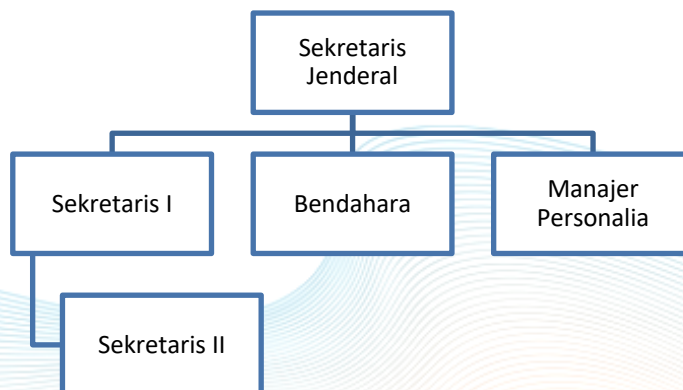 Sekretaris
Jenderal
Sekretaris I
Bendahara
Manajer
Personalia
Sekretaris II